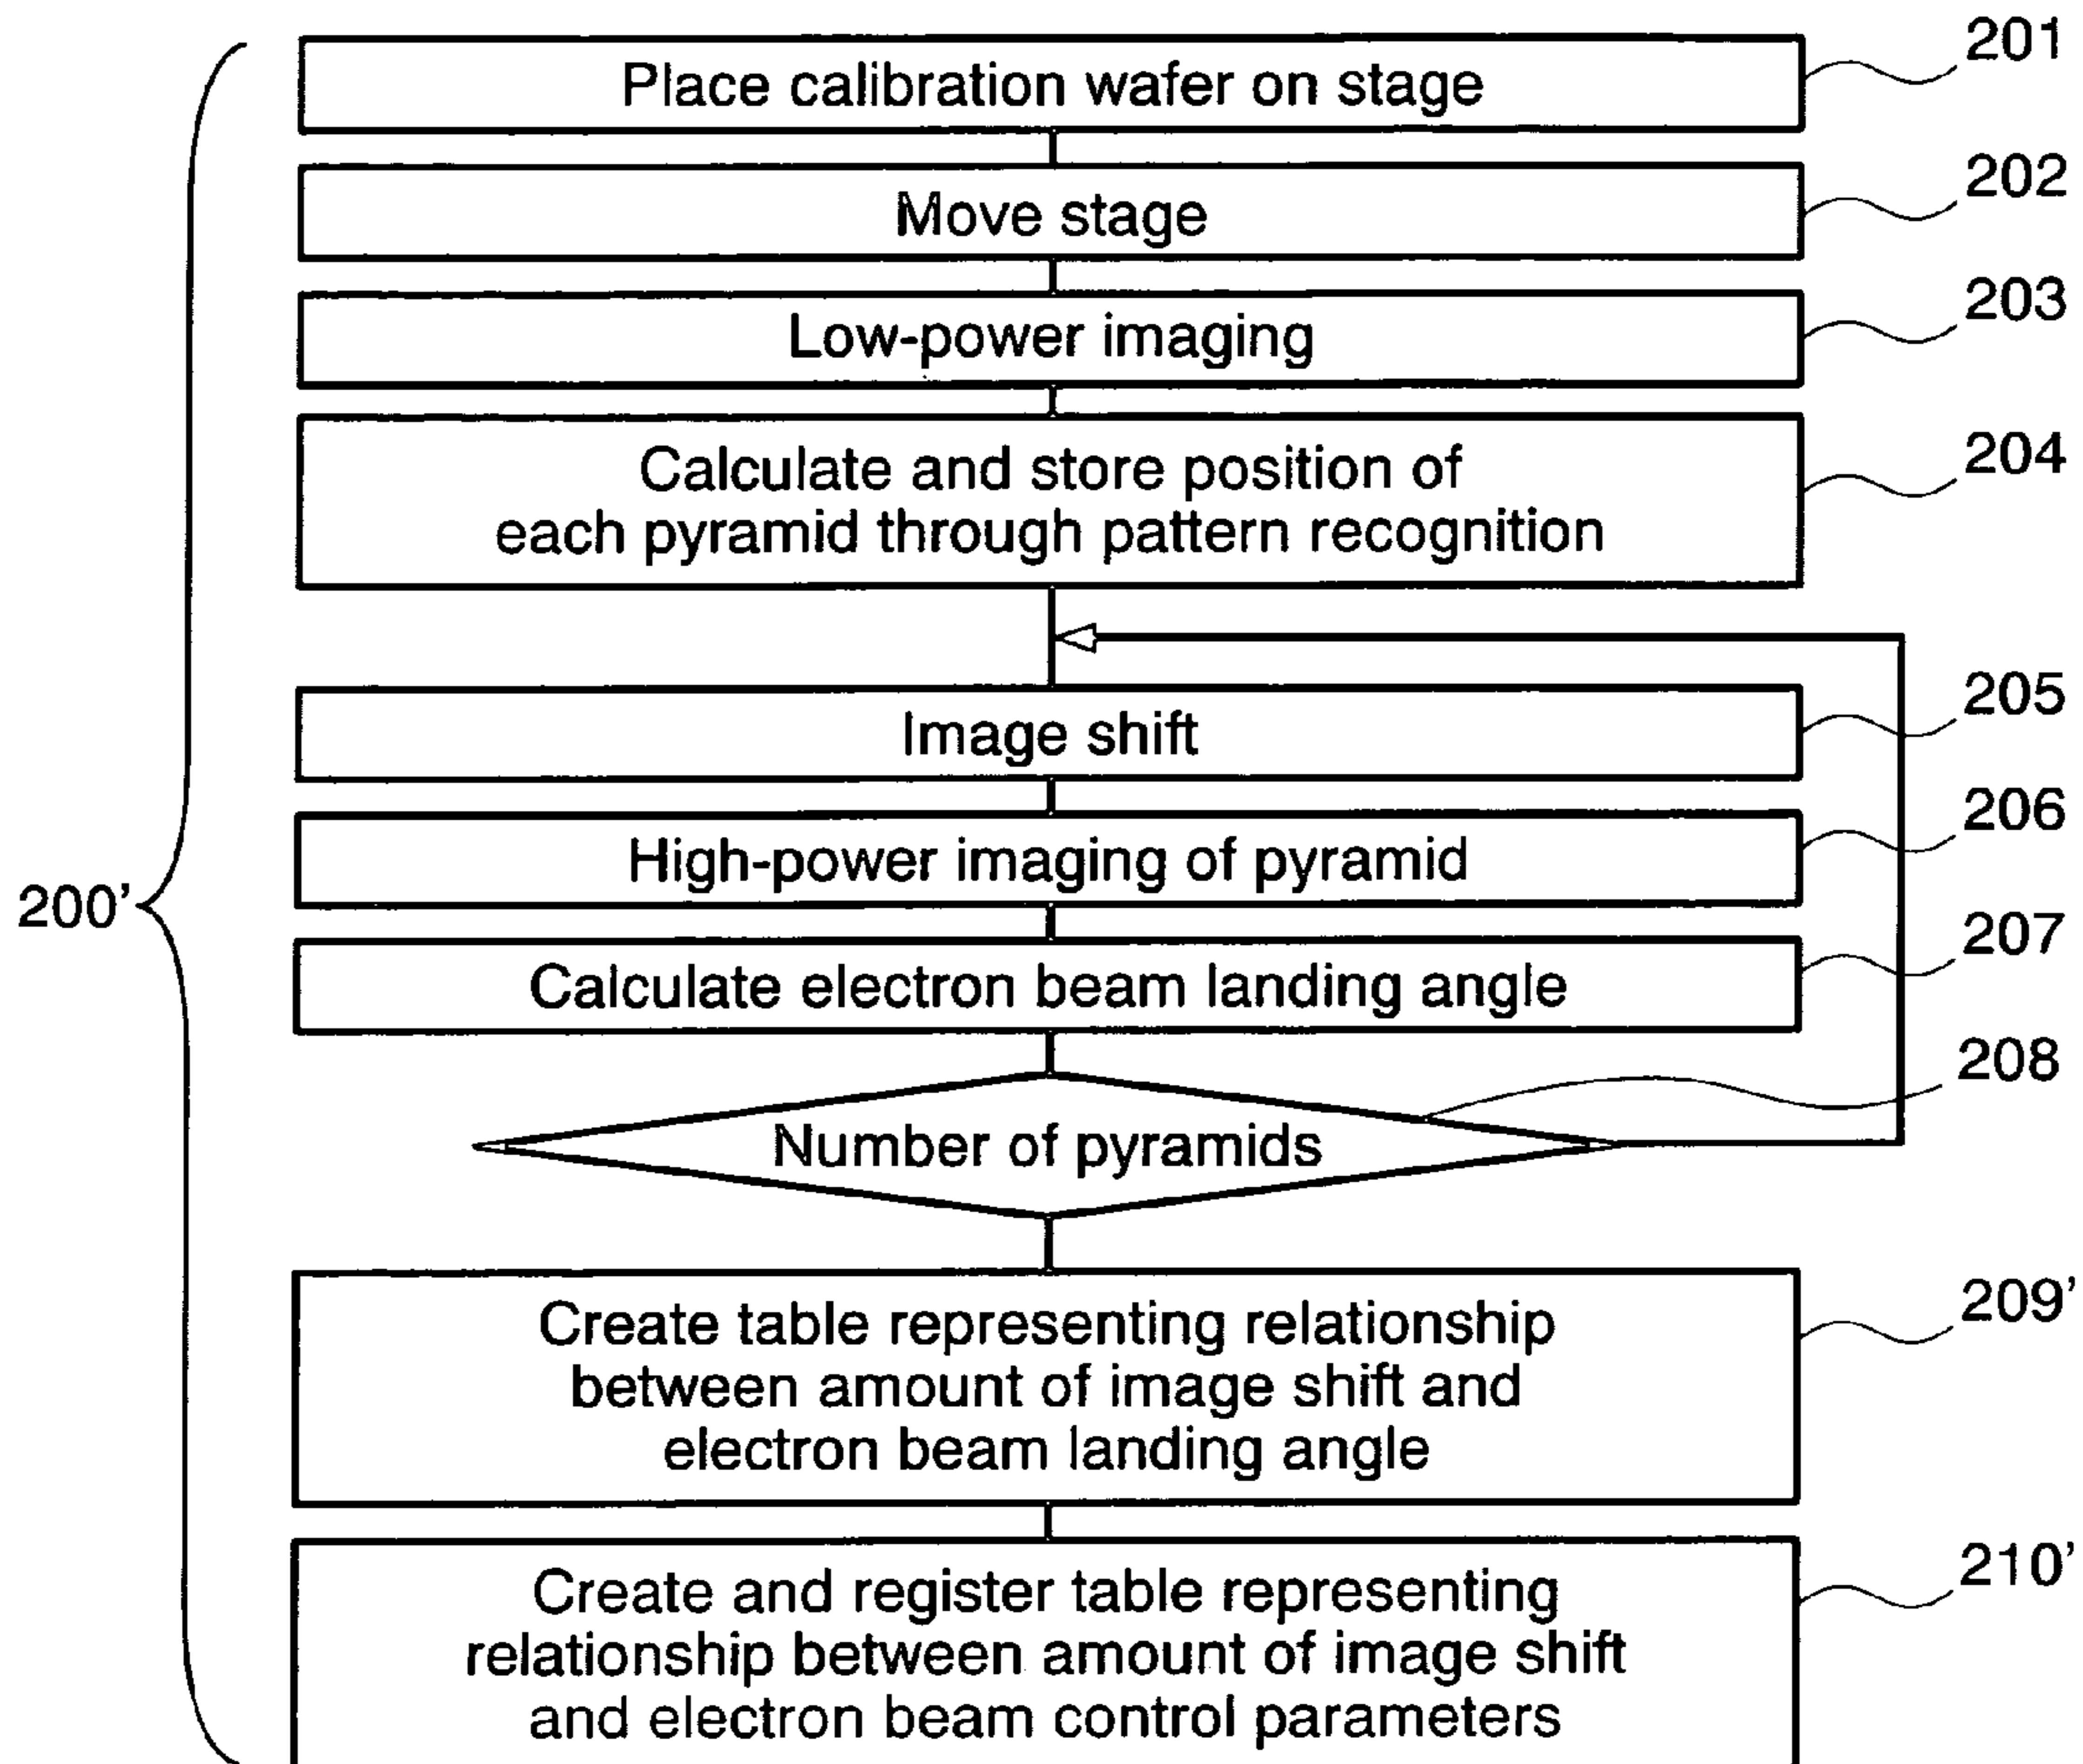 201
Place calibration wafer on stage
202
Move stage
203
Low-power imaging
204
Calculate and store position of
each pyramid through pattern recognition
205
Image shift
206
High-power imaging of pyramid
200'
207
Calculate electron beam landing angle
208
Number of pyramids
209'
Create table representing relationship
between amount of image shift and
electron beam landing angle
210'
Create and register table representing
relationship between amount of image shift
and electron beam control parameters